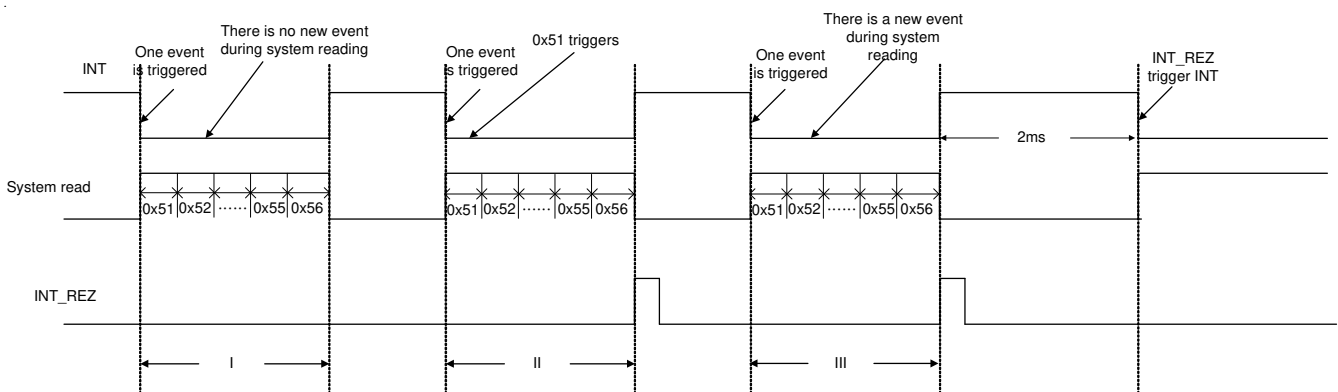 There is no new event
during system reading
One event
is triggered
INT
One event
is triggered
0x51 triggers
There is a new event
during system
reading
One event
is triggered
INT_REZ
trigger INT
2ms
System read
0x51 0x52 ...... 0x55 0x56
0x51 0x52 ...... 0x55 0x56
0x51 0x52 ...... 0x55 0x56
INT_REZ
I
II
III